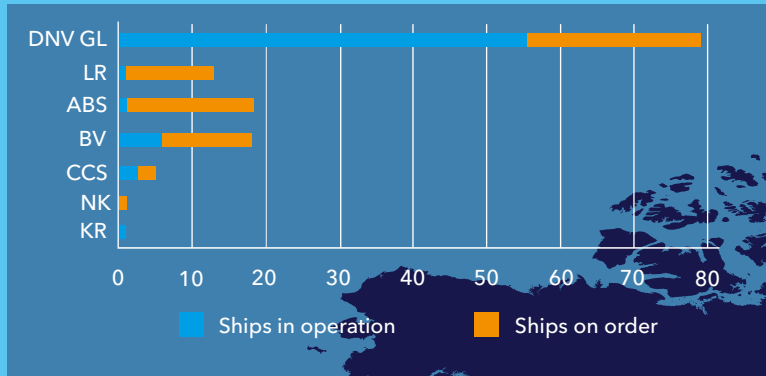 DNV GL
LR
ABS
BV
CCS
NK
KR
0 10 20 30 40 50 60 70 80
Ships in operation Ships on order